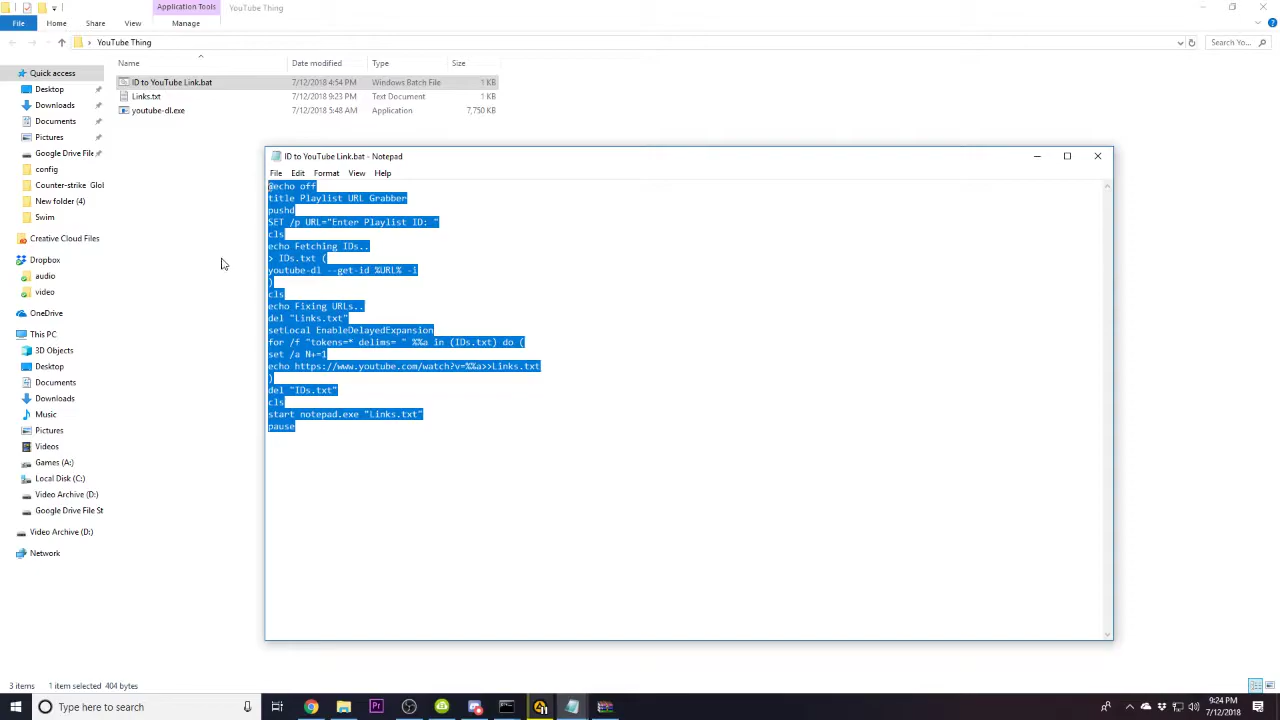 Application Tools
YouTube Thing
File
Home
Share
View
Manage
YouTube Thing
Search Yo...
Name
Date modified
Type
Size
Quick access
Desktop
Downloads
Documents
Pictures
Google Drive File
config
Counter-strike Glol
New folder (4)
Swim
Creative Cloud Files
Dropbox
audio
video
OneDrive
This PC
3D Objects
Desktop
Documents
Downloads
Music
Pictures
Videos
Games (A:)
Local Disk (C:)
Video Archive (D:)
Google Drive File St
Video Archive (D:)
Network
ID to YouTube Link.bat 7/12/2018 4:54 PM Windows Batch File 1 KB
Links.txt 7/12/2018 9:23 PM Text Document 1 KB
youtube-dl.exe 7/12/2018 5:48 AM Application 7,750 KB
ID to YouTube Link.bat - Notepad
File Edit Format View Help
@echo off
title Playlist URL Grabber
pushd
SET /p URL="Enter Playlist ID: "
cls
echo Fetching IDs..
> IDs.txt (
youtube-dl --get-id %URL% -i
)
cls
echo Fixing URLs..
del "Links.txt"
setLocal EnableDelayedExpansion
for /f "tokens=* delims= " %%a in (IDs.txt) do (
set /a N+=1
echo https://www.youtube.com/watch?v=%%a>>Links.txt
)
del "IDs.txt"
cls
start notepad.exe "Links.txt"
pause
3 items 1 item selected 404 bytes
Type here to search
9:24 PM
7/12/2018